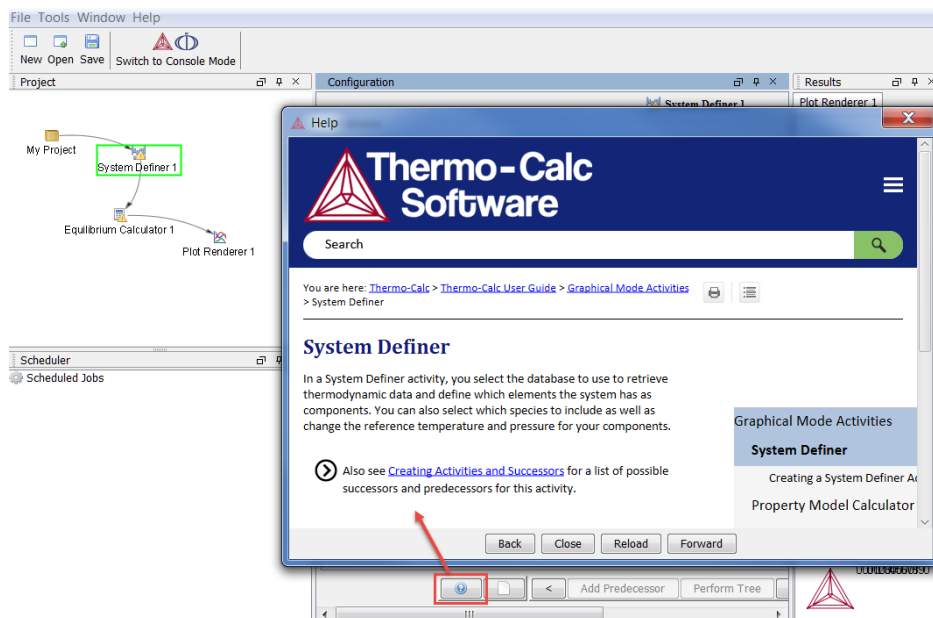 File Tools Window Help
New Open Save Switch to Console Mode
Project
My Project
System Definer 1
Equilibrium Calculator 1
Plot Renderer 1
Scheduler
Scheduled Jobs
Configuration
System Definer 1
Results
Plot Renderer 1
Help
Thermo-Calc
Software
Search
You are here: Thermo-Calc > Thermo-Calc User Guide > Graphical Mode Activities
> System Definer
System Definer
In a System Definer activity, you select the database to use to retrieve
thermodynamic data and define which elements the system has as
components. You can also select which species to include as well as
change the reference temperature and pressure for your components.
Also see Creating Activities and Successors for a list of possible
successors and predecessors for this activity.
Graphical Mode Activities
System Definer
Creating a System Definer
Property Model Calculator
Back Close Reload Forward
< Add Predecessor Perform Tree